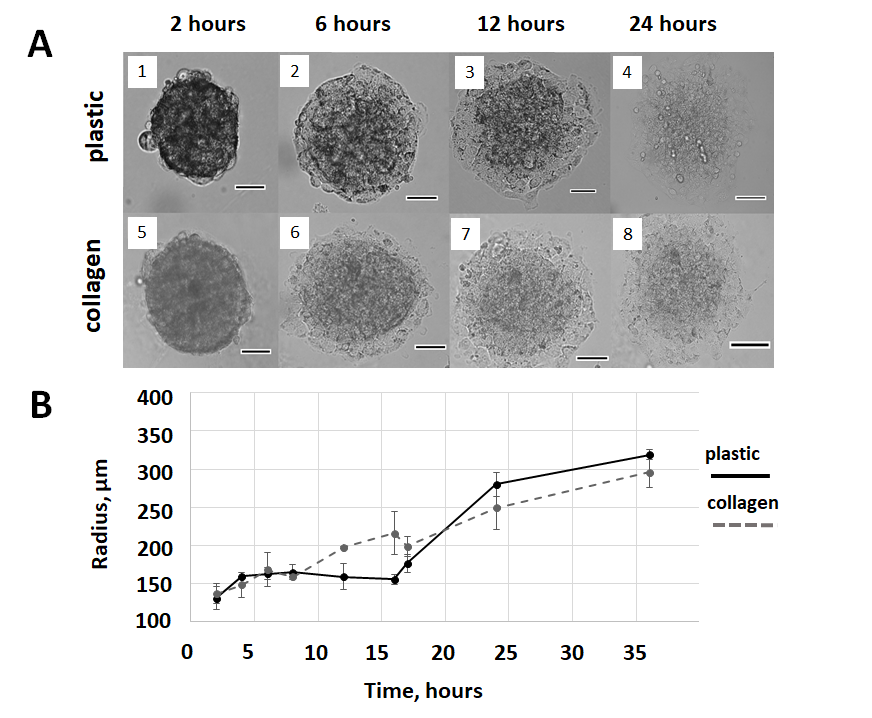 A
2 hours 6 hours 12 hours 24 hours
plastic
1 2 3 4
collagen
5 6 7 8
B
400
350
300
250
200
150
100
Radius, µm
0 5 10 15 20 25 30 35
Time, hours
plastic
collagen